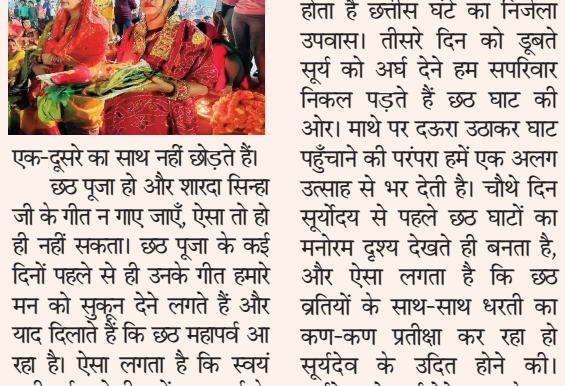 एक-दूसरे का साथ नहीं छोड़ते हैं।
छठ पूजा हो और शारदा सिन्हा
जी के गीत न गाए जाएँ, ऐसा तो हो
ही नहीं सकता। छठ पूजा के कई
दिनों पहले से ही उनके गीत हमारे
मन को सुकून देने लगते हैं और
याद दिलाते हैं कि छठ महापर्व आ
रहा है। ऐसा लगता है कि स्वयं
होता है छत्तीस घंटे का निर्जला
उपवास। तीसरे दिन को डूबते
सूर्य को अर्घ देने हम सपरिवार
निकल पड़ते हैं छठ घाट की
ओर। माथे पर दऊरा उठाकर घाट
पहुँचाने की परंपरा हमें एक अलग
उत्साह से भर देती है। चौथे दिन
सूर्योदय से पहले छठ घाटों का
मनोरम दृश्य देखते ही बनता है,
और ऐसा लगता है कि छठ
व्रतियों के साथ-साथ धरती का
कण-कण प्रतीक्षा कर रहा हो
सूर्यदेव के उदित होने की।